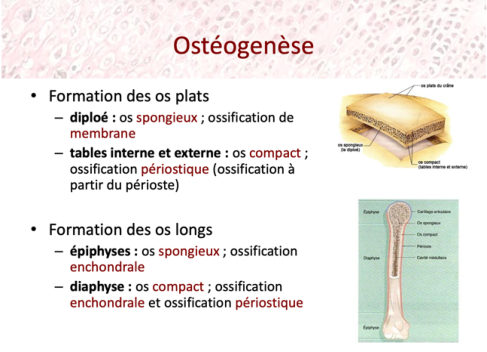 Ostéogenèse
• Formation des os plats
– diploé : os spongieux ; ossification de
membrane
– tables interne et externe : os compact ;
ossification périostique (ossification à
partir du périoste)
• Formation des os longs
– épiphyses : os spongieux ; ossification
enchondrale
– diaphyse : os compact ; ossification
enchondrale et ossification périostique
os plats du crâne
os spongieux
(le diploé)
os compact
(tables interne et externe)
Épiphyse
Cartilage articulaire
Os spongieux
Os compact
Périoste
Diaphyse
Cavité médullaire
Épiphyse